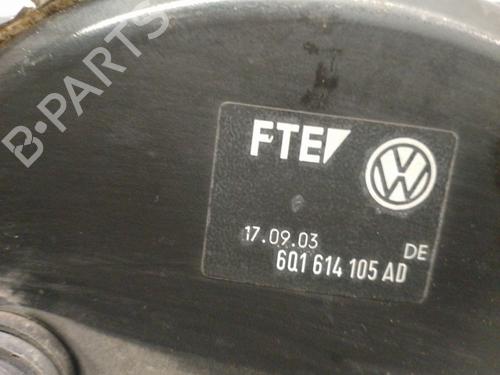 B-PARTS
FTE
17.09.03
DE
6Q1 614 105 AD